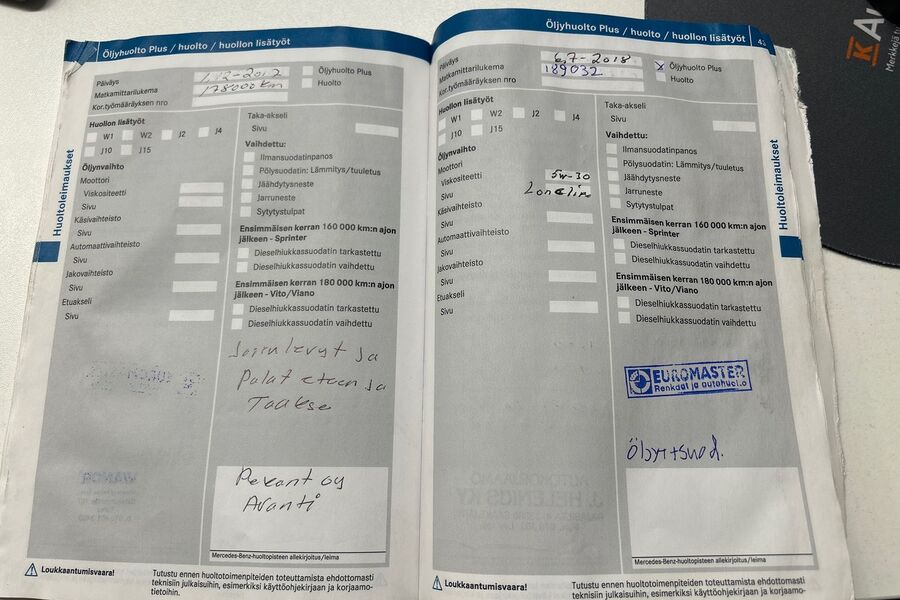 Öljyhuolto Plus / huolto / huollon lisätyöt
Päiväys
Matkamittarilukema 178000 km
Kor.työmääräyksen nro
Öljyhuolto Plus
Huolto
Huollon lisätyöt
W1 W2 J2 J4
J10 J15
Öljynvaihto
Moottori
Viskositeetti
Sivu
Käsivaihteisto
Sivu
Automaattivaihteisto
Sivu
Jakovaihteisto
Sivu
Etuakseli
Sivu
Taka-akseli
Sivu
Vaihdettu:
Ilmansuodatinpanos
Pölysuodatin: Lämmitys/tuuletus
Jäähdytysneste
Jarruneste
Sytytystulpat
Ensimmäisen kerran 160 000 km:n ajon
jälkeen - Sprinter
Dieselhiukkassuodatin tarkastettu
Dieselhiukkassuodatin vaihdettu
Ensimmäisen kerran 180 000 km:n ajon
jälkeen - Vito/Viano
Dieselhiukkassuodatin tarkastettu
Dieselhiukkassuodatin vaihdettu
Palat eteen ja
Taakse
Pexant oy
Avanti
Mercedes-Benz-huoltopisteen allekirjoitus/leima
Huoltoleimaukset
Loukkaantumisvaara!
Tutustu ennen huoltotoimenpiteiden toteuttamista ehdottomasti
teknisiin julkaisuihin, esimerkiksi käyttöohjekirjaan ja korjaamo-
tietoihin.
Öljyhuolto Plus / huolto / huollon lisätyöt
Päiväys 6,7-2018
Matkamittarilukema 189032
Kor.työmääräyksen nro
x Öljyhuolto Plus
Huolto
Huollon lisätyöt
W1 W2 J2 J4
J10 J15
Öljynvaihto
Moottori
Viskositeetti 5w-30
Sivu Longlife
Käsivaihteisto
Sivu
Automaattivaihteisto
Sivu
Jakovaihteisto
Sivu
Etuakseli
Sivu
Taka-akseli
Sivu
Vaihdettu:
Ilmansuodatinpanos
Pölysuodatin: Lämmitys/tuuletus
Jäähdytysneste
Jarruneste
Sytytystulpat
Ensimmäisen kerran 160 000 km:n ajon
jälkeen - Sprinter
Dieselhiukkassuodatin tarkastettu
Dieselhiukkassuodatin vaihdettu
Ensimmäisen kerran 180 000 km:n ajon
jälkeen - Vito/Viano
Dieselhiukkassuodatin tarkastettu
Dieselhiukkassuodatin vaihdettu
EUROMASTER
Renkaat ja autohuolto
Öljy+suod.
Mercedes-Benz-huoltopisteen allekirjoitus/leima
Huoltoleimaukset
Loukkaantumisvaara!
Tutustu ennen huoltotoimenpiteiden toteuttamista ehdottomasti
teknisiin julkaisuihin, esimerkiksi käyttöohjekirjaan ja korjaamo-